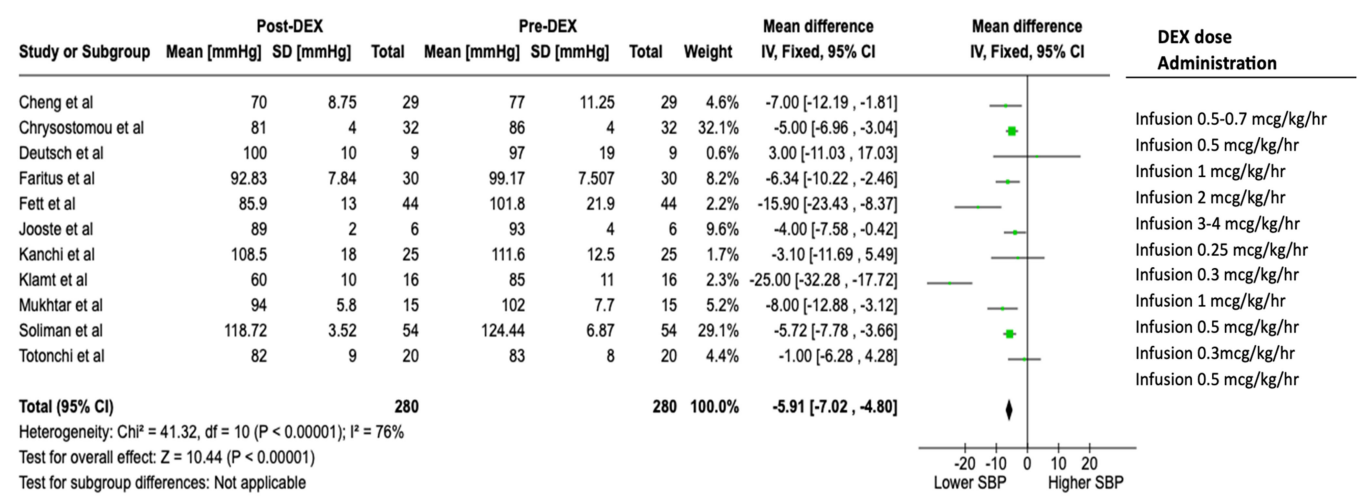 Post-DEX Pre-DEX Mean difference Mean difference DEX dose
Study or Subgroup Mean [mmHg] SD [mmHg] Total Mean [mmHg] SD [mmHg] Total Weight IV, Fixed, 95% CI IV, Fixed, 95% CI Administration
Cheng et al 70 8.75 29 77 11.25 29 4.6% -7.00 [-12.19 , -1.81] Infusion 0.5-0.7 mcg/kg/hr
Chrysostomou et al 81 4 32 86 4 32 32.1% -5.00 [-6.96 , -3.04] Infusion 0.5 mcg/kg/hr
Deutsch et al 100 10 9 97 19 9 0.6% 3.00 [-11.03 , 17.03] Infusion 1 mcg/kg/hr
Faritus et al 92.83 7.84 30 99.17 7.507 30 8.2% -6.34 [-10.22 , -2.46] Infusion 2 mcg/kg/hr
Fett et al 85.9 13 44 101.8 21.9 44 2.2% -15.90 [-23.43 , -8.37] Infusion 3-4 mcg/kg/hr
Jooste et al 89 2 6 93 4 6 9.6% -4.00 [-7.58 , -0.42] Infusion 0.25 mcg/kg/hr
Kanchi et al 108.5 18 25 111.6 12.5 25 1.7% -3.10 [-11.69 , 5.49] Infusion 0.3 mcg/kg/hr
Klamt et al 60 10 16 85 11 16 2.3% -25.00 [-32.28 , -17.72] Infusion 1 mcg/kg/hr
Mukhtar et al 94 5.8 15 102 7.7 15 5.2% -8.00 [-12.88 , -3.12] Infusion 0.5 mcg/kg/hr
Soliman et al 118.72 3.52 54 124.44 6.87 54 29.1% -5.72 [-7.78 , -3.66] Infusion 0.3mcg/kg/hr
Totonchi et al 82 9 20 83 8 20 4.4% -1.00 [-6.28 , 4.28] Infusion 0.5 mcg/kg/hr
Total (95% CI) 280 280 100.0% -5.91 [-7.02 , -4.80]
Heterogeneity: Chi² = 41.32, df = 10 (P < 0.00001); I² = 76%
Test for overall effect: Z = 10.44 (P < 0.00001)
Test for subgroup differences: Not applicable
-20 -10 0 10 20
Lower SBP Higher SBP